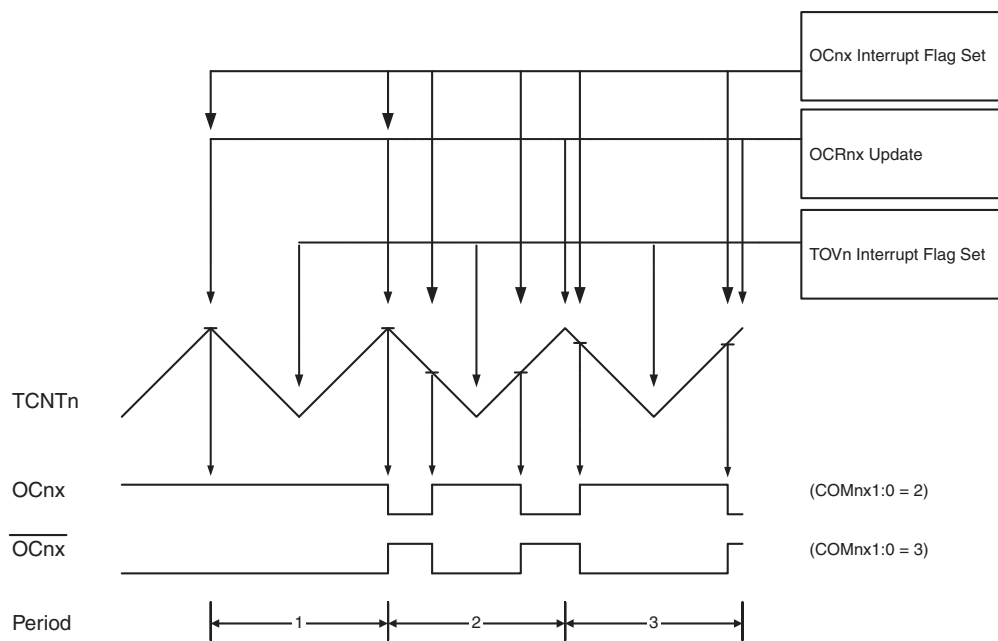 OCnx Interrupt Flag Set
OCRnx Update
TOVn Interrupt Flag Set
TCNTn
OCnx
(COMnx1:0 = 2)
OCnx
(COMnx1:0 = 3)
Period
1
2
3